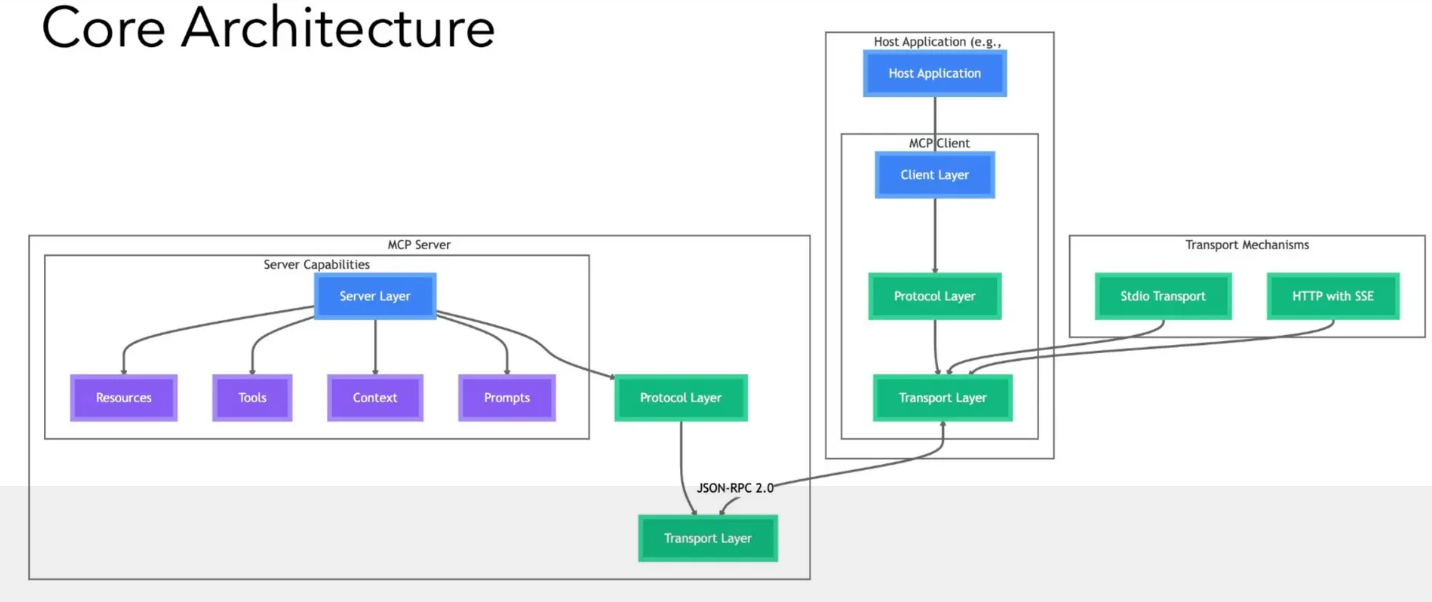 Core Architecture
Host Application (e.g.,
Host Application
MCP Client
Client Layer
MCP Server
Transport Mechanisms
Server Capabilities
Server Layer
Protocol Layer
Stdio Transport
HTTP with SSE
Resources
Tools
Context
Prompts
Protocol Layer
Transport Layer
JSON-RPC 2.0
Transport Layer